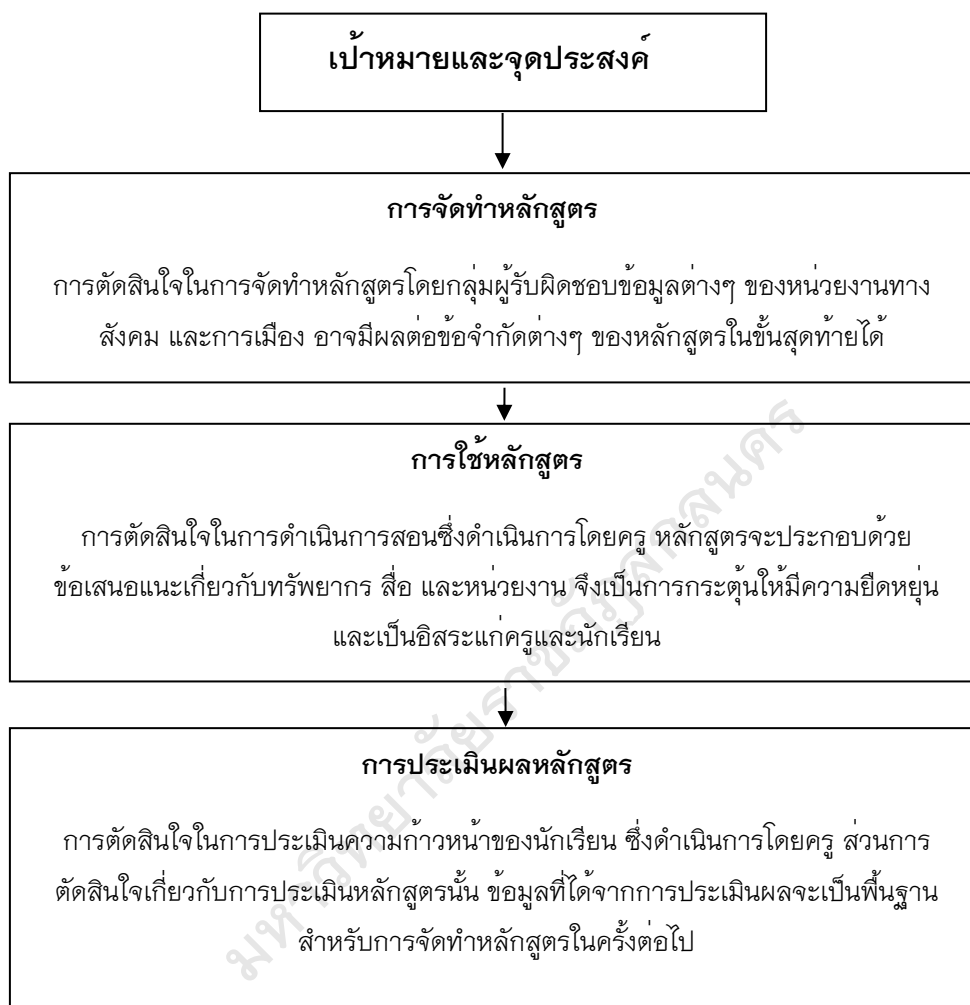 เป้าหมายและจุดประสงค์
การจัดทำหลักสูตร
การตัดสินใจในการจัดทำหลักสูตรโดยกลุ่มผู้รับผิดชอบข้อมูลต่างๆ ของหน่วยงานทาง
สังคม และการเมือง อาจมีผลต่อข้อจำกัดต่างๆ ของหลักสูตรในขั้นสุดท้ายได้
การใช้หลักสูตร
การตัดสินใจในการดำเนินการสอนซึ่งดำเนินการโดยครู หลักสูตรจะประกอบด้วย
ข้อเสนอแนะเกี่ยวกับทรัพยากร สื่อ และหน่วยงาน จึงเป็นการกระตุ้นให้มีความยืดหยุ่น
และเป็นอิสระแก่ครูและนักเรียน
การประเมินผลหลักสูตร
การตัดสินใจในการประเมินความก้าวหน้าของนักเรียน ซึ่งดำเนินการโดยครู ส่วนการ
ตัดสินใจเกี่ยวกับการประเมินหลักสูตรนั้น ข้อมูลที่ได้จากการประเมินผลจะเป็นพื้นฐาน
สำหรับการจัดทำหลักสูตรในครั้งต่อไป
มหาวิทยาลัยราชภัฏสกลนคร